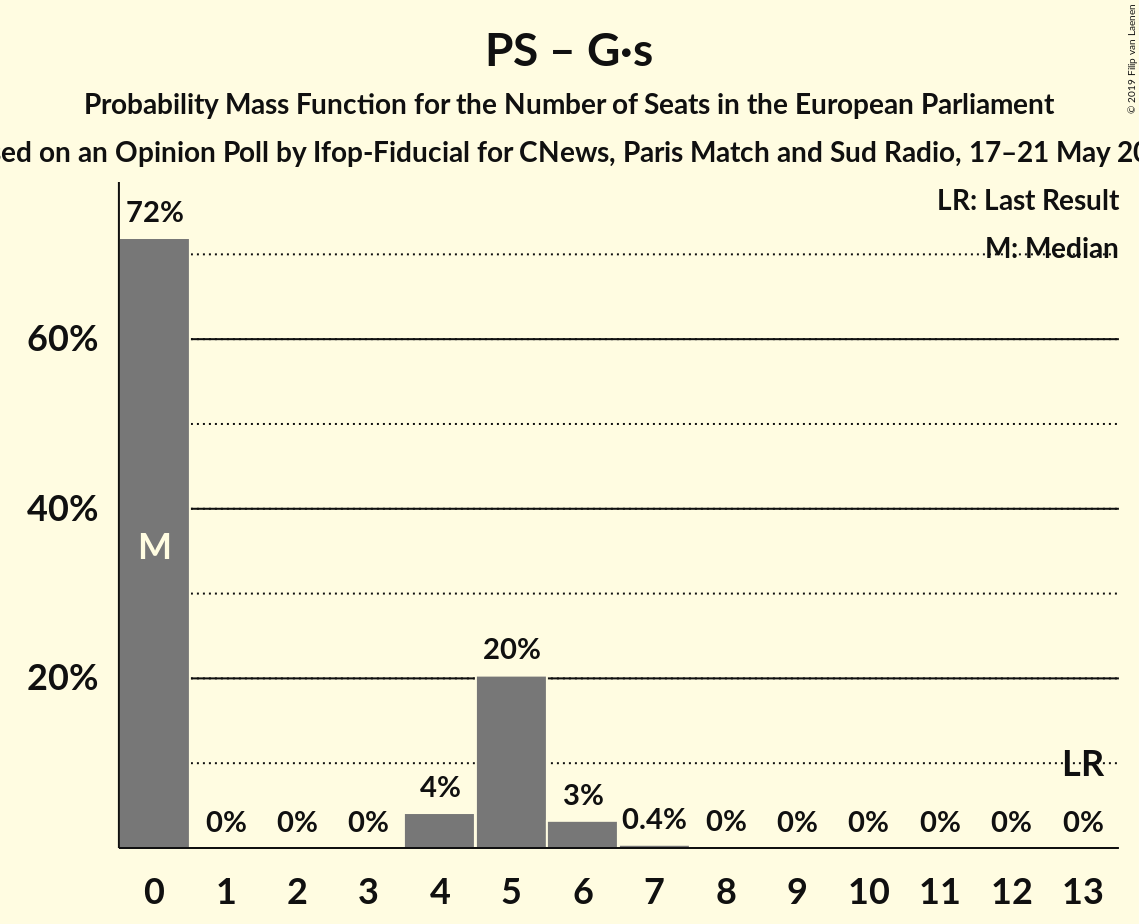 PS – G·s
Probability Mass Function for the Number of Seats in the European Parliament
on an Opinion Poll by Ifop-Fiducial for CNews, Paris Match and Sud Radio, 17–21 May
© 2019 Filip van Laenen
LR: Last Result
M: Median
72%
60%
40%
M
20%
20%
LR
4%
3%
0% 0% 0% 0.4% 0% 0% 0% 0% 0% 0%
0 1 2 3 4 5 6 7 8 9 10 11 12 13